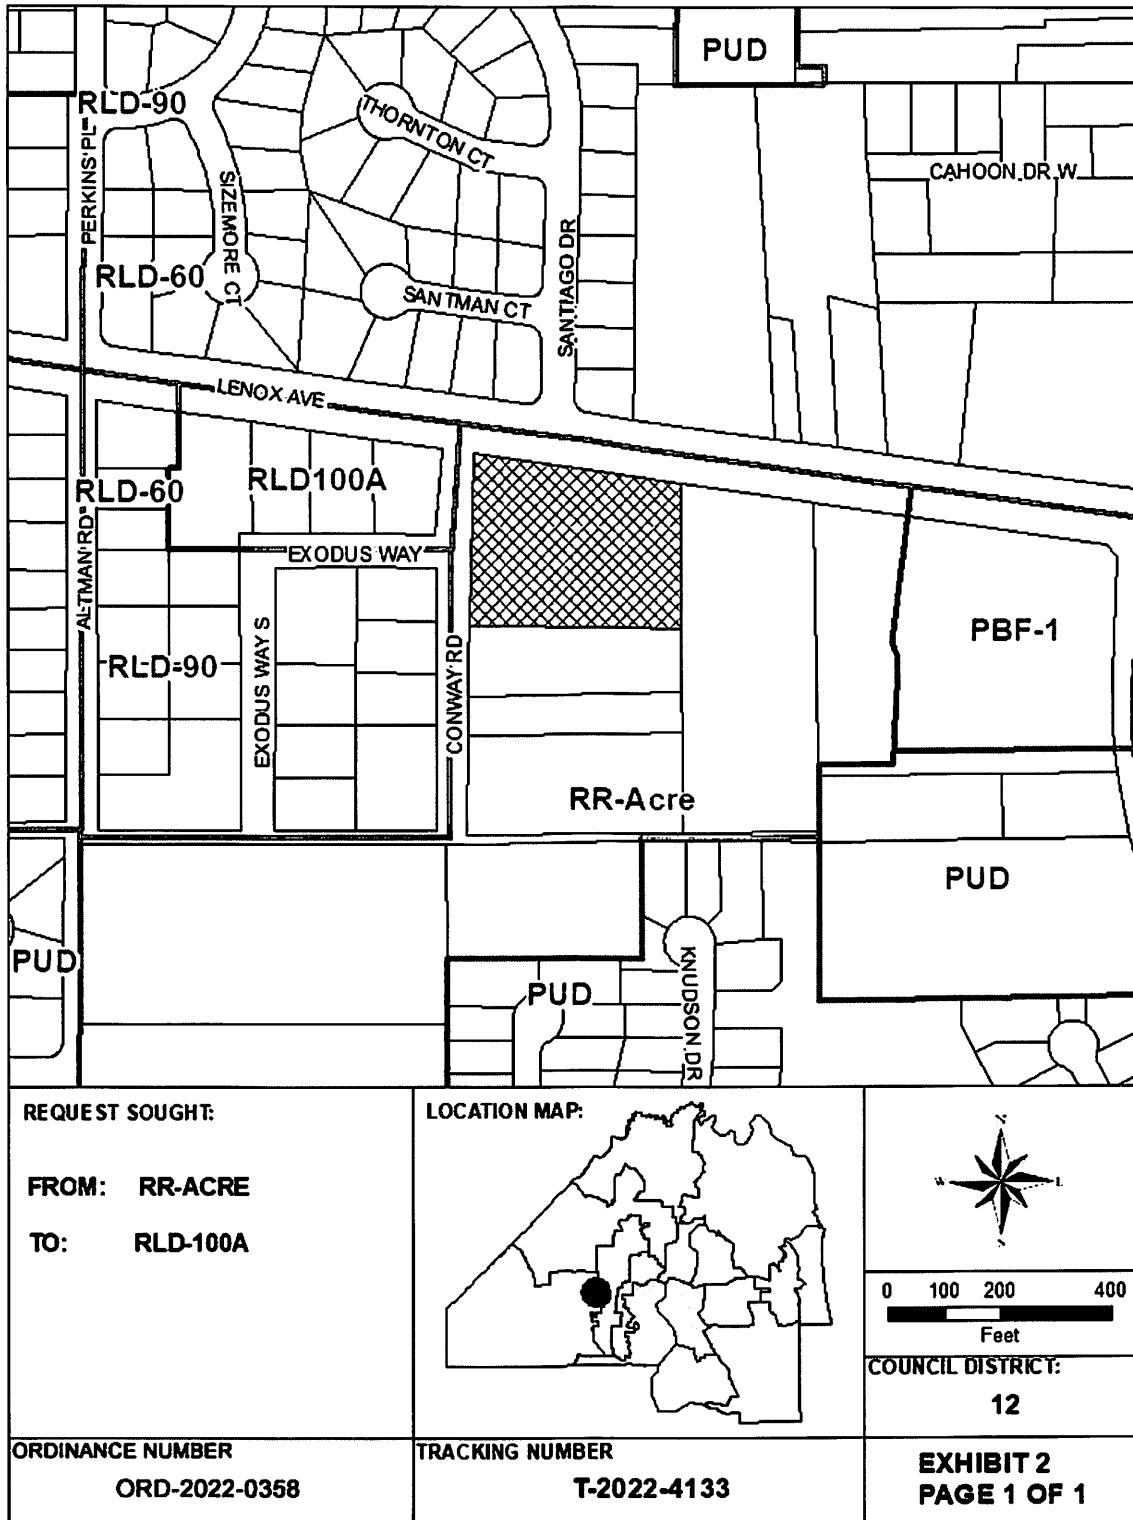 PUD
RLD-90
THORNTON CT
PERKINS PL
CAHOON DR W
SIZEMORE CT
RLD-60
SANTIAGO DR
SANTMAN CT
LENOX AVE
RLD-60
RLD100A
ALTMAN RD
EXODUS WAY
PBF-1
EXODUS WAY S
RLD-90
CONWAY RD
RR-Acre
PUD
PUD
PUD
KNUDSON DR
REQUEST SOUGHT:
FROM: RR-ACRE
TO: RLD-100A
LOCATION MAP:
N
W
S
0 100 200 400
Feet
COUNCIL DISTRICT:
12
ORDINANCE NUMBER
ORD-2022-0358
TRACKING NUMBER
T-2022-4133
EXHIBIT 2
PAGE 1 OF 1